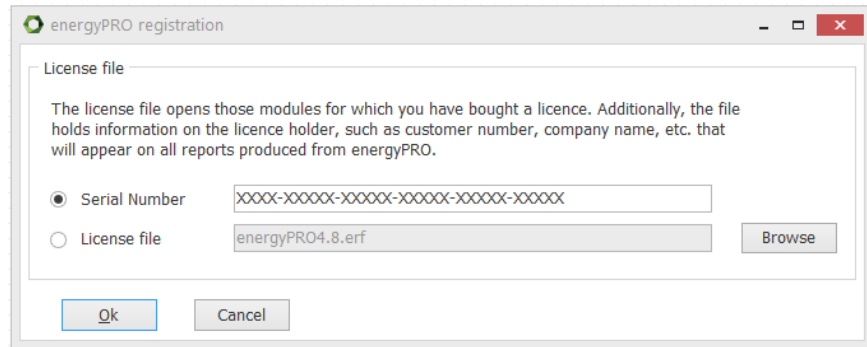 energyPRO registration
License file
The license file opens those modules for which you have bought a licence. Additionally, the file
holds information on the licence holder, such as customer number, company name, etc. that
will appear on all reports produced from energyPRO.
Serial Number XXXX-XXXXX-XXXXX-XXXXX-XXXXX-XXXXX
License file energyPRO4.8.erf Browse
Ok Cancel